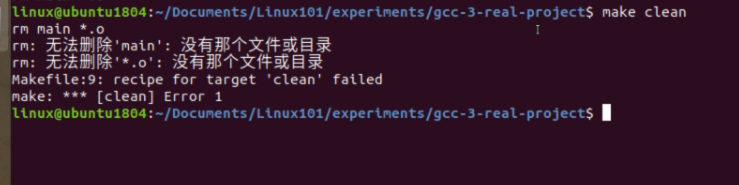 linux@ubuntu1804:~/Documents/Linux101/experiments/gcc-3-real-project$ make clean
rm main *.o
rm: 无法删除'main': 没有那个文件或目录
rm: 无法删除'*.o': 没有那个文件或目录
Makefile:9: recipe for target 'clean' failed
make: *** [clean] Error 1
linux@ubuntu1804:~/Documents/Linux101/experiments/gcc-3-real-project$